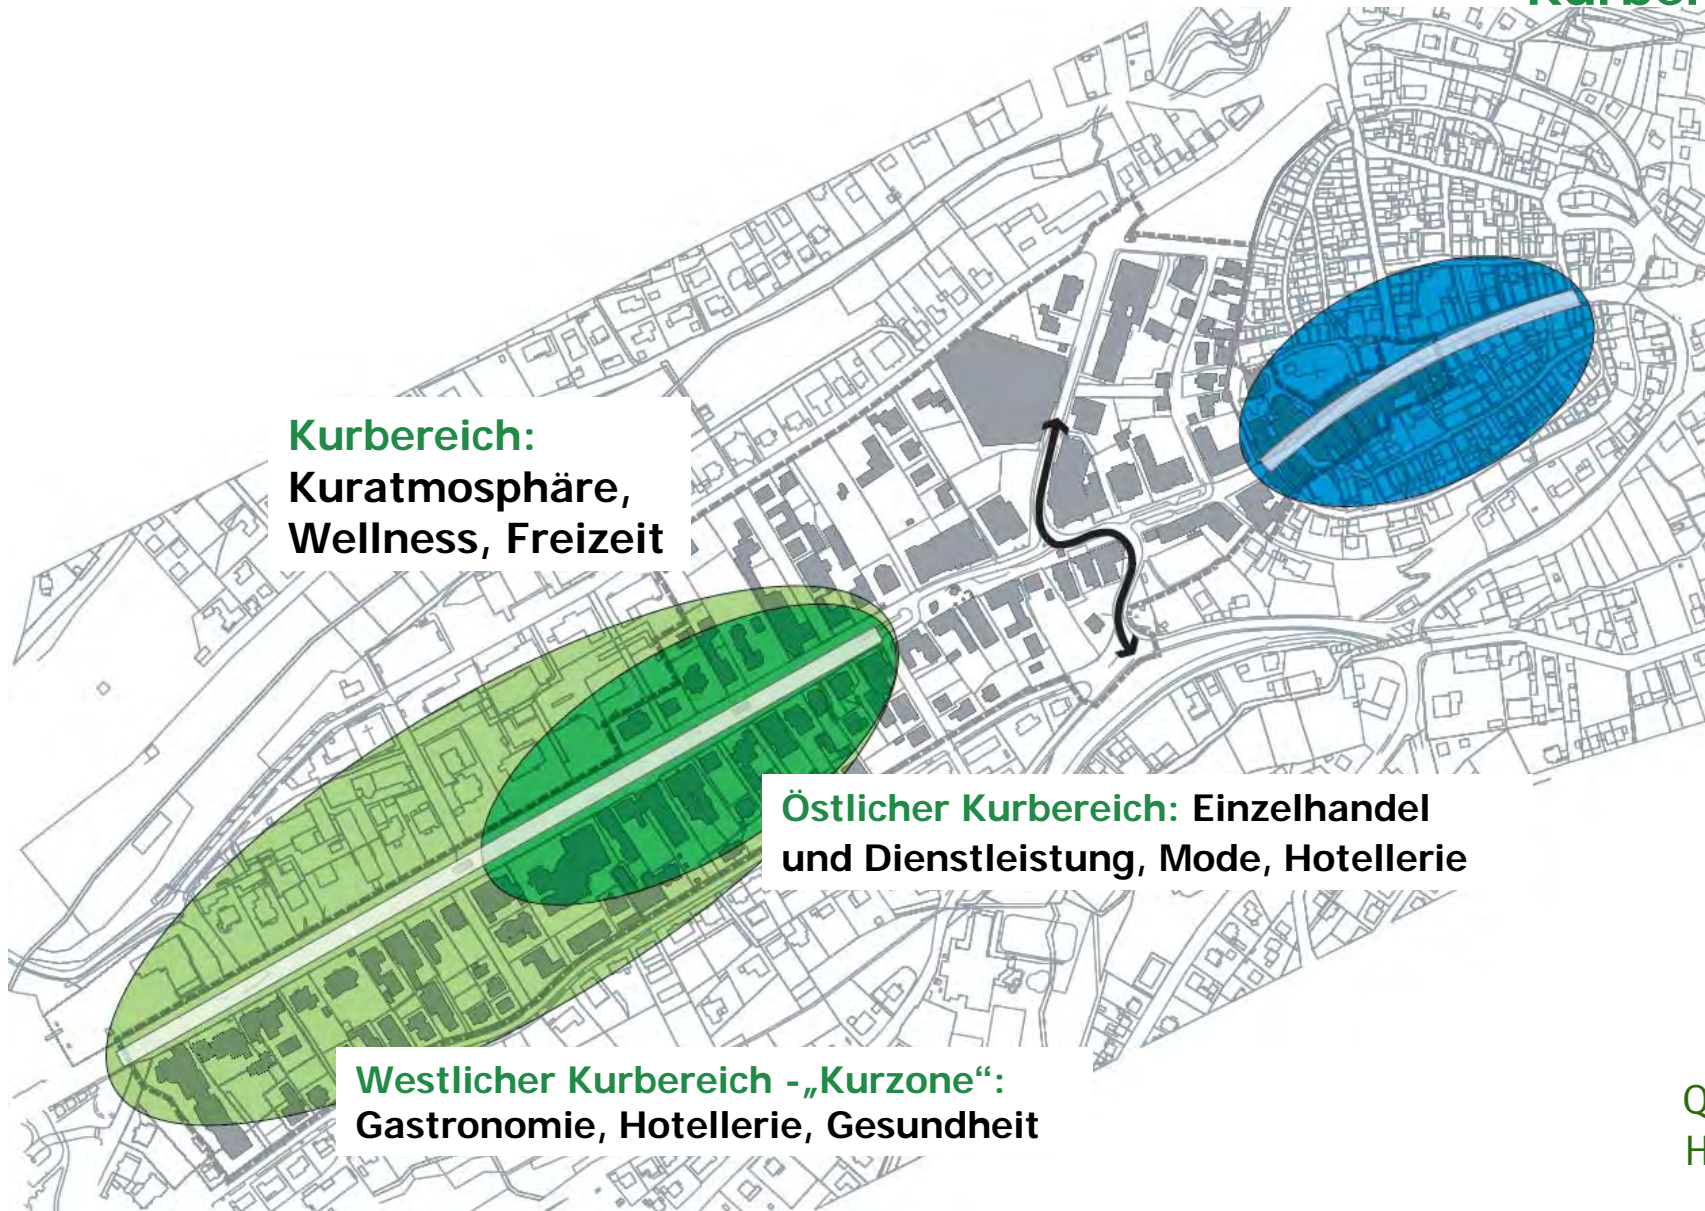 Kurbereich:
Kuratmosphäre,
Wellness, Freizeit
Östlicher Kurbereich: Einzelhandel
und Dienstleistung, Mode, Hotellerie
Westlicher Kurbereich -„Kurzone“:
Gastronomie, Hotellerie, Gesundheit
Q
H